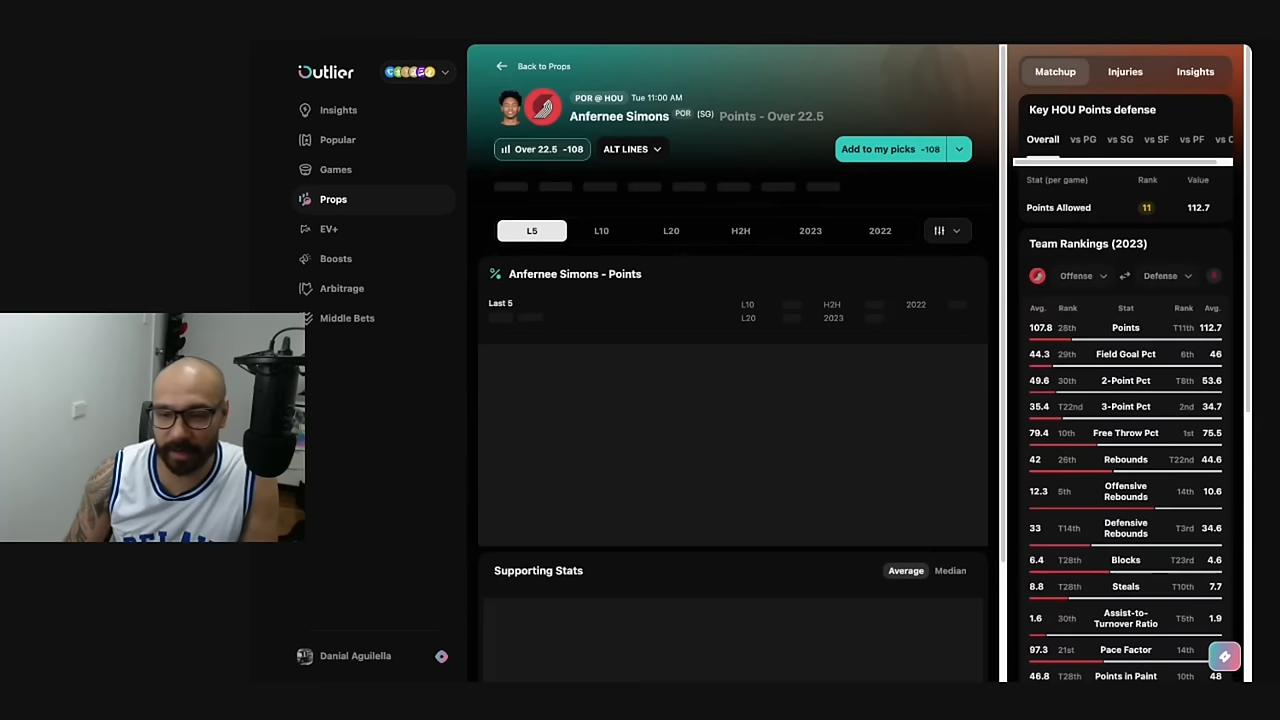 Outlier
Insights
Popular
Games
Props
EV+
Boosts
Arbitrage
Middle Bets
Danial Aguilella
Back to Props
POR @ HOU Tue 11:00 AM
Anfernee Simons POR (SG) Points - Over 22.5
Over 22.5 -108 ALT LINES
Add to my picks -108
L5 L10 L20 H2H 2023 2022
Anfernee Simons - Points
Last 5
L10 H2H 2022
L20 2023
Supporting Stats
Average Median
Matchup Injuries Insights
Key HOU Points defense
Overall vs PG vs SG vs SF vs PF vs C
Stat (per game) Rank Value
Points Allowed 11 112.7
Team Rankings (2023)
Offense Defense
Avg. Rank Stat Rank Avg.
107.8 28th Points T11th 112.7
44.3 29th Field Goal Pct 6th 46
49.6 30th 2-Point Pct T8th 53.6
35.4 T22nd 3-Point Pct 2nd 34.7
79.4 10th Free Throw Pct 1st 75.5
42 26th Rebounds T22nd 44.6
12.3 5th Offensive Rebounds 14th 10.6
33 T14th Defensive Rebounds T3rd 34.6
6.4 T28th Blocks T23rd 4.6
8.8 T28th Steals T10th 7.7
1.6 30th Assist-to-Turnover Ratio T5th 1.9
97.3 21st Pace Factor 14th
46.8 T28th Points in Paint 10th 48